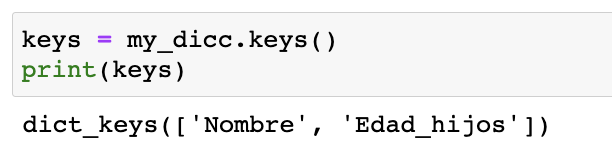 keys = my_dicc.keys()
print(keys)
dict_keys(['Nombre', 'Edad_hijos'])